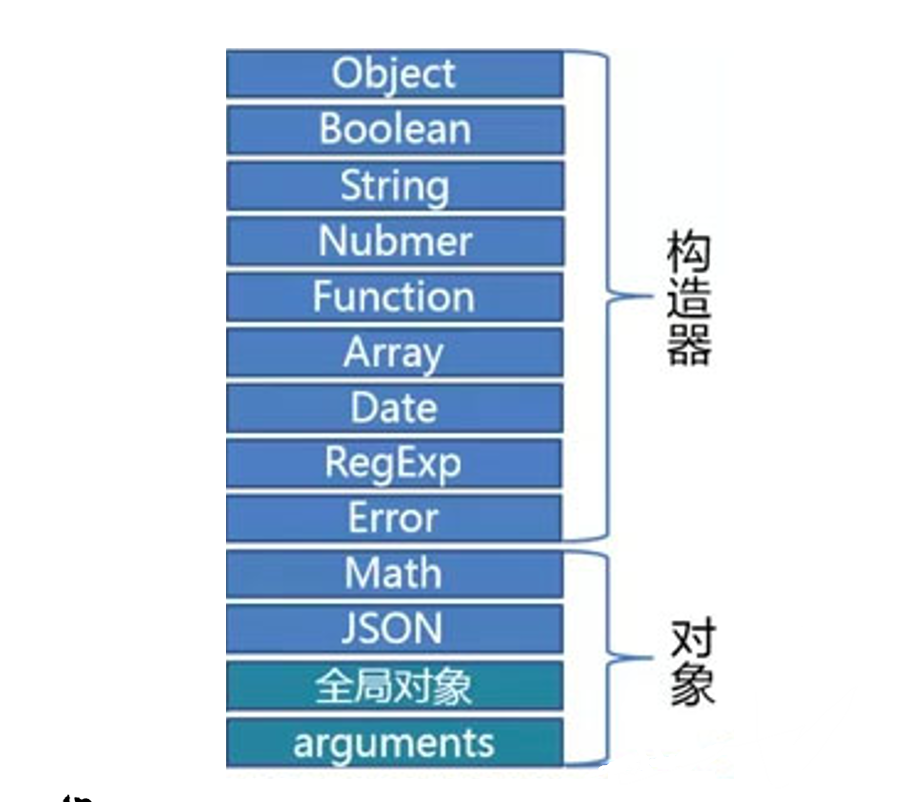 Object
Boolean
String
Nubmer
Function
Array
Date
RegExp
Error
构造器
Math
JSON
全局对象
arguments
对象